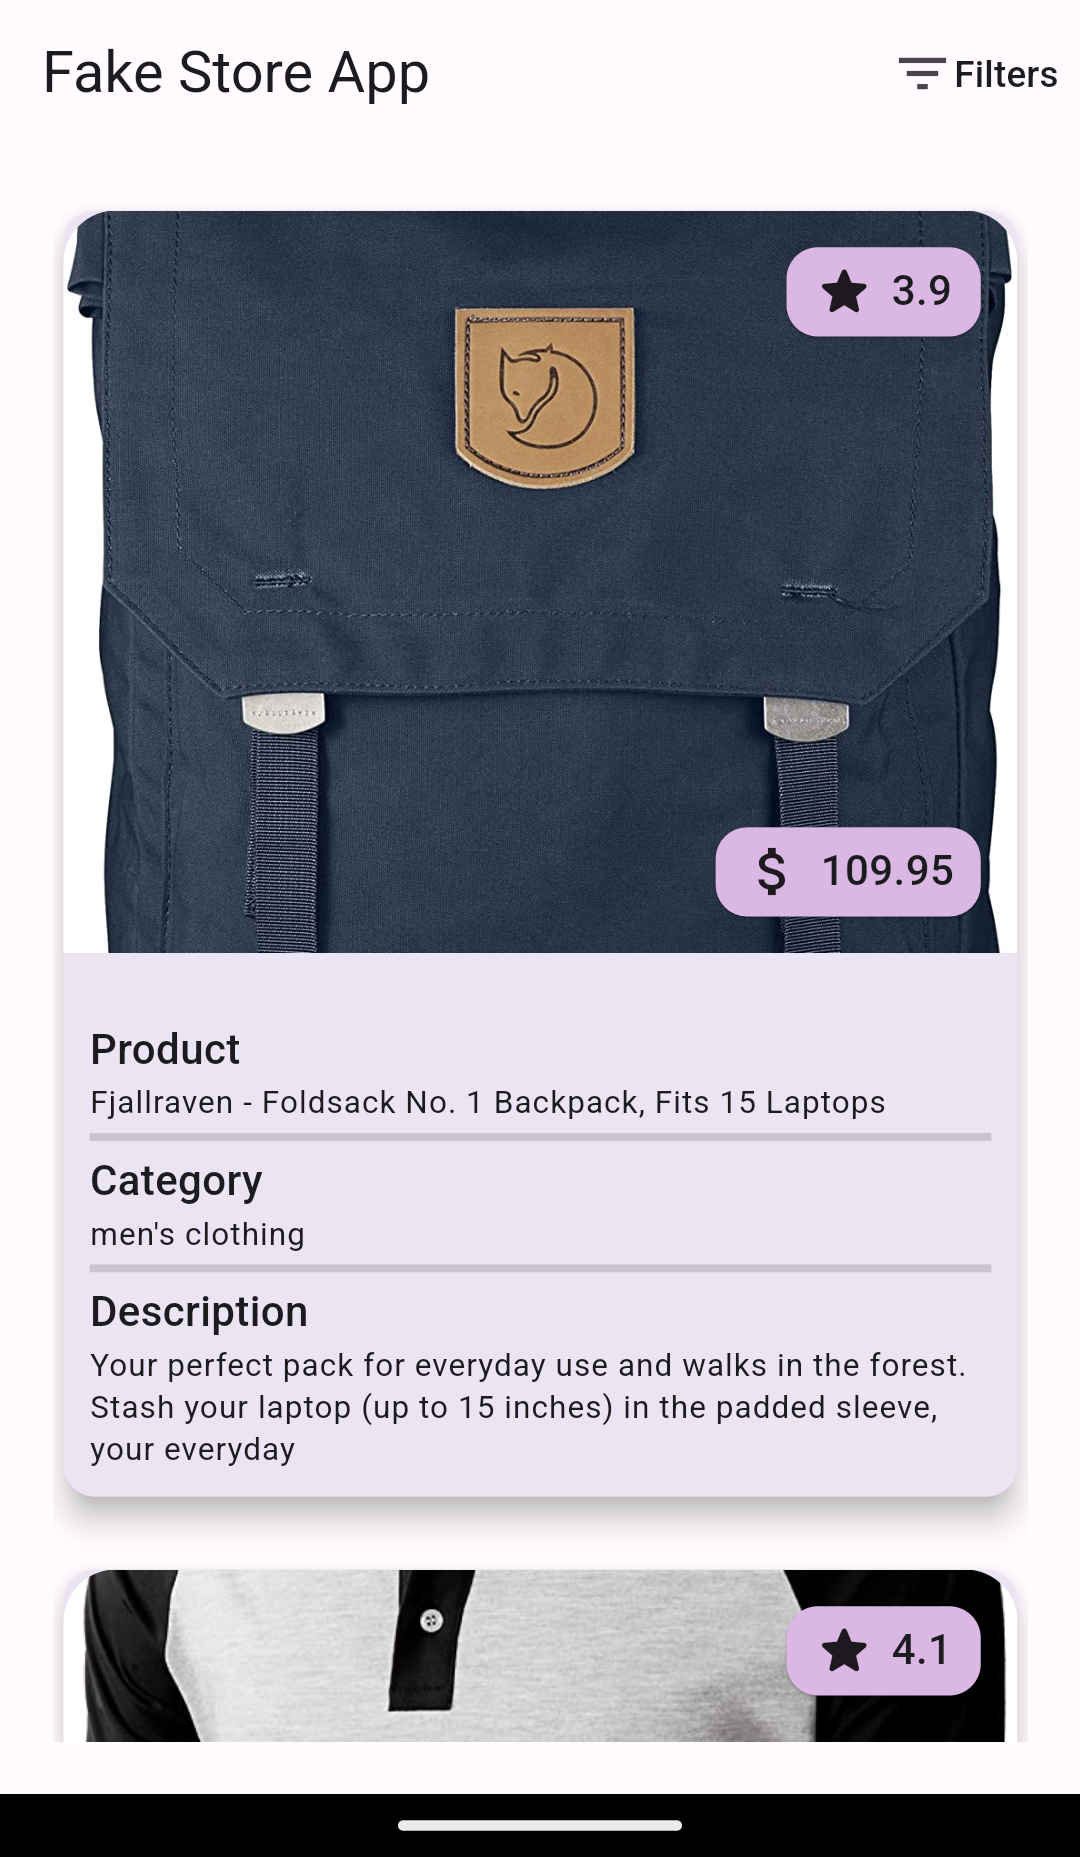 Fake Store App
Filters
3.9
FJÄLLRÄVEN
$ 109.95
Product
Fjallraven - Foldsack No. 1 Backpack, Fits 15 Laptops
Category
men's clothing
Description
Your perfect pack for everyday use and walks in the forest.
Stash your laptop (up to 15 inches) in the padded sleeve,
your everyday
4.1